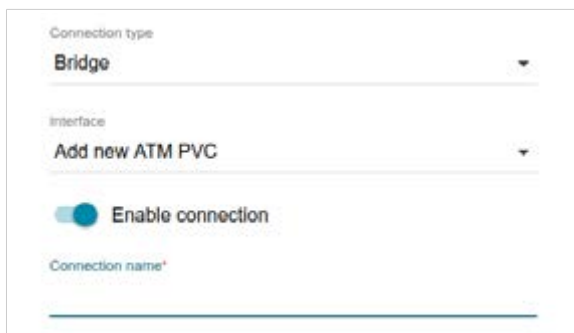 Connection type
Bridge
Interface
Add new ATM PVC
Enable connection
Connection name*